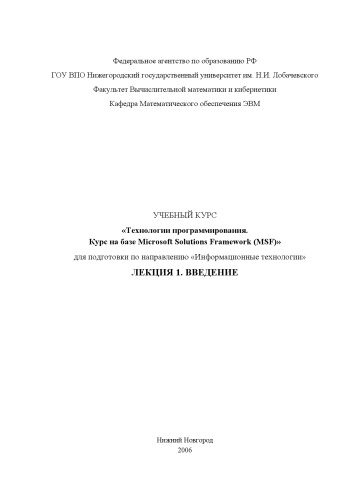 Федеральное агентство по образованию РФ
ГОУ ВПО Нижегородский государственный университет им. Н.И. Лобачевского
Факультет Вычислительной математики и кибернетики
Кафедра Математического обеспечения ЭВМ
УЧЕБНЫЙ КУРС
«Технологии программирования.
Курс на базе Microsoft Solutions Framework (MSF)»
для подготовки по направлению «Информационные технологии»
ЛЕКЦИЯ 1. ВВЕДЕНИЕ
Нижний Новгород
2006